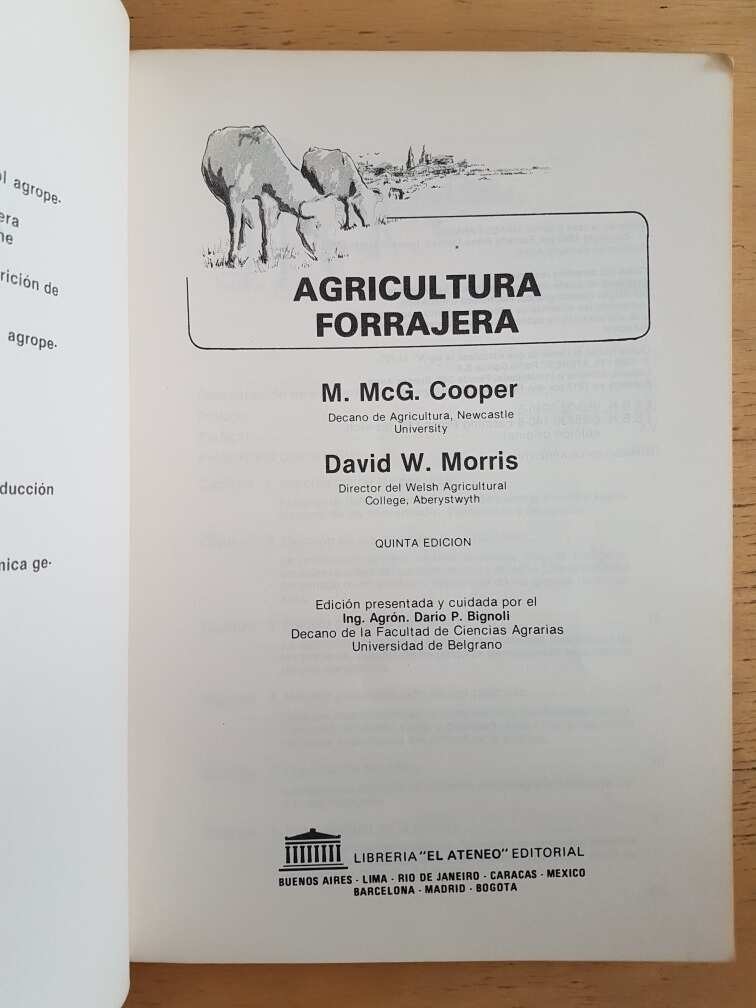 ol agrope-
era
ne
rición de
agrope-
ducción
nica ge-
AGRICULTURA
FORRAJERA
M. McG. Cooper
Decano de Agricultura, Newcastle
University
David W. Morris
Director del Welsh Agricultural
College, Aberystwyth
QUINTA EDICION
Edición presentada y cuidada por el
Ing. Agrón. Dario P. Bignoli
Decano de la Facultad de Ciencias Agrarias
Universidad de Belgrano
LIBRERIA "EL ATENEO" EDITORIAL
BUENOS AIRES - LIMA - RIO DE JANEIRO - CARACAS - MEXICO
BARCELONA - MADRID - BOGOTA